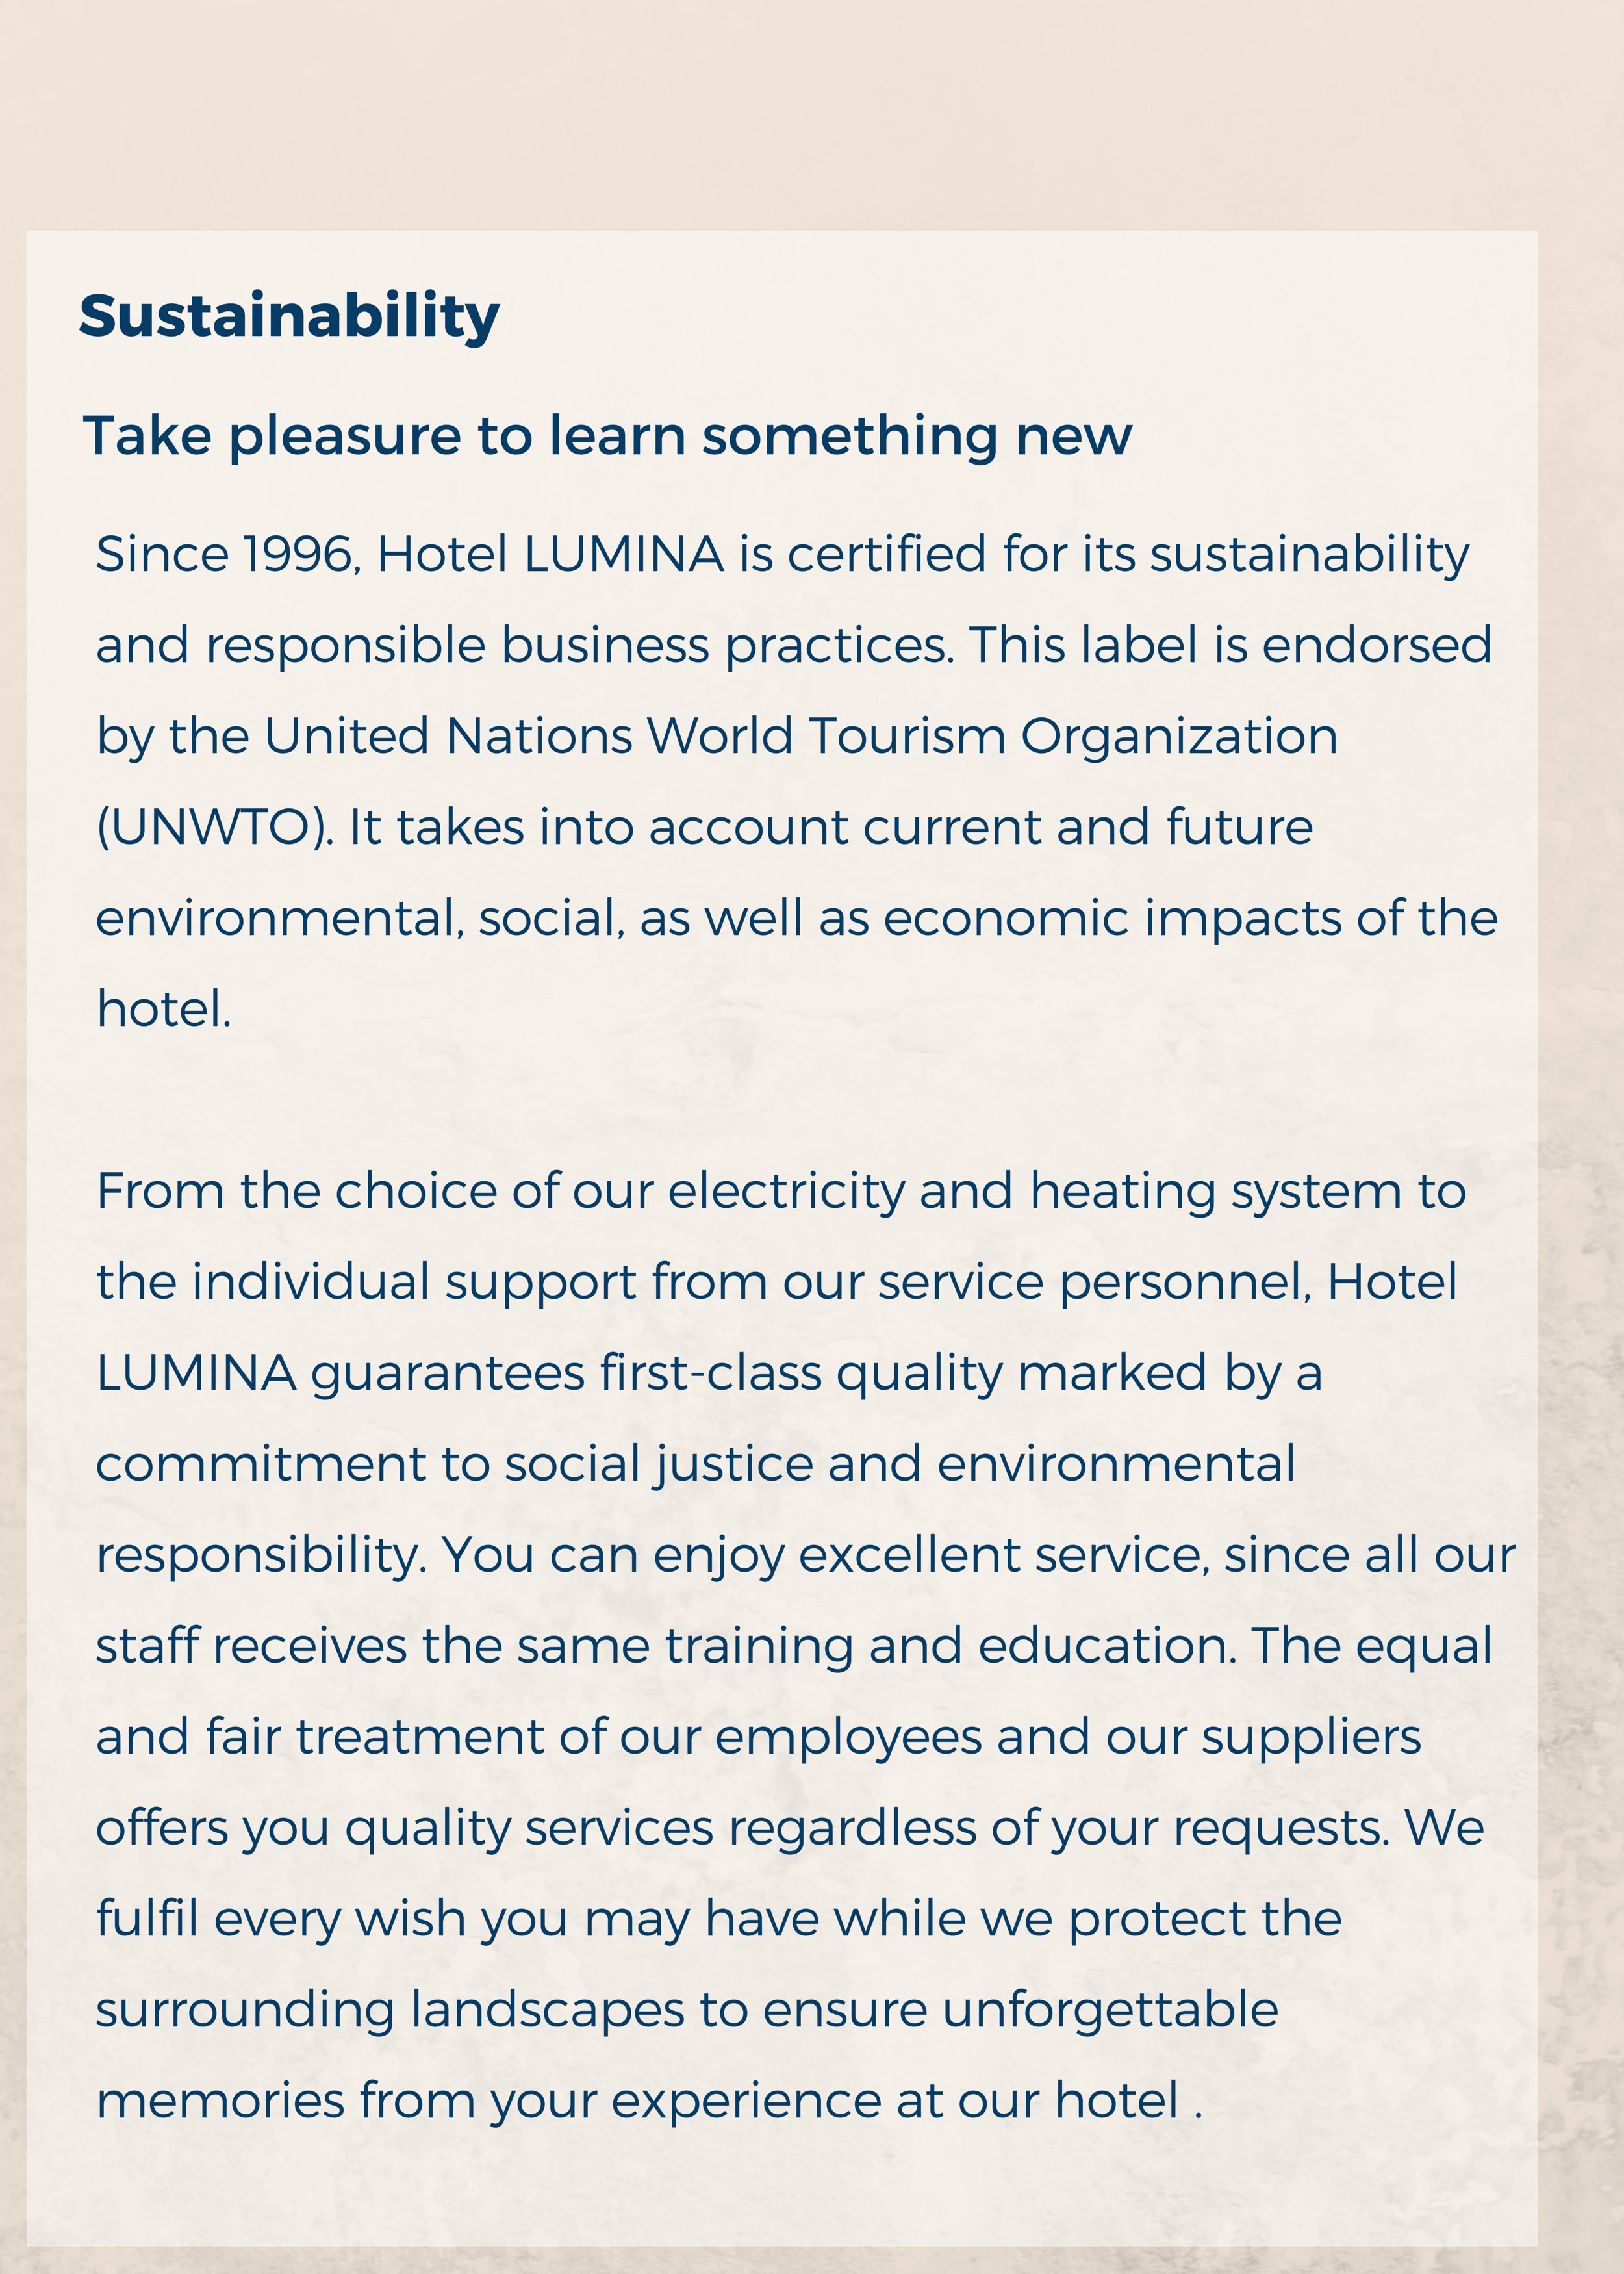 Sustainability
Take pleasure to learn something new
Since 1996, Hotel LUMINA is certified for its sustainability
and responsible business practices. This label is endorsed
by the United Nations World Tourism Organization
(UNWTO). It takes into account current and future
environmental, social, as well as economic impacts of the
hotel.
From the choice of our electricity and heating system to
the individual support from our service personnel, Hotel
LUMINA guarantees first-class quality marked by a
commitment to social justice and environmental
responsibility. You can enjoy excellent service, since all our
staff receives the same training and education. The equal
and fair treatment of our employees and our suppliers
offers you quality services regardless of your requests. We
fulfil every wish you may have while we protect the
surrounding landscapes to ensure unforgettable
memories from your experience at our hotel .